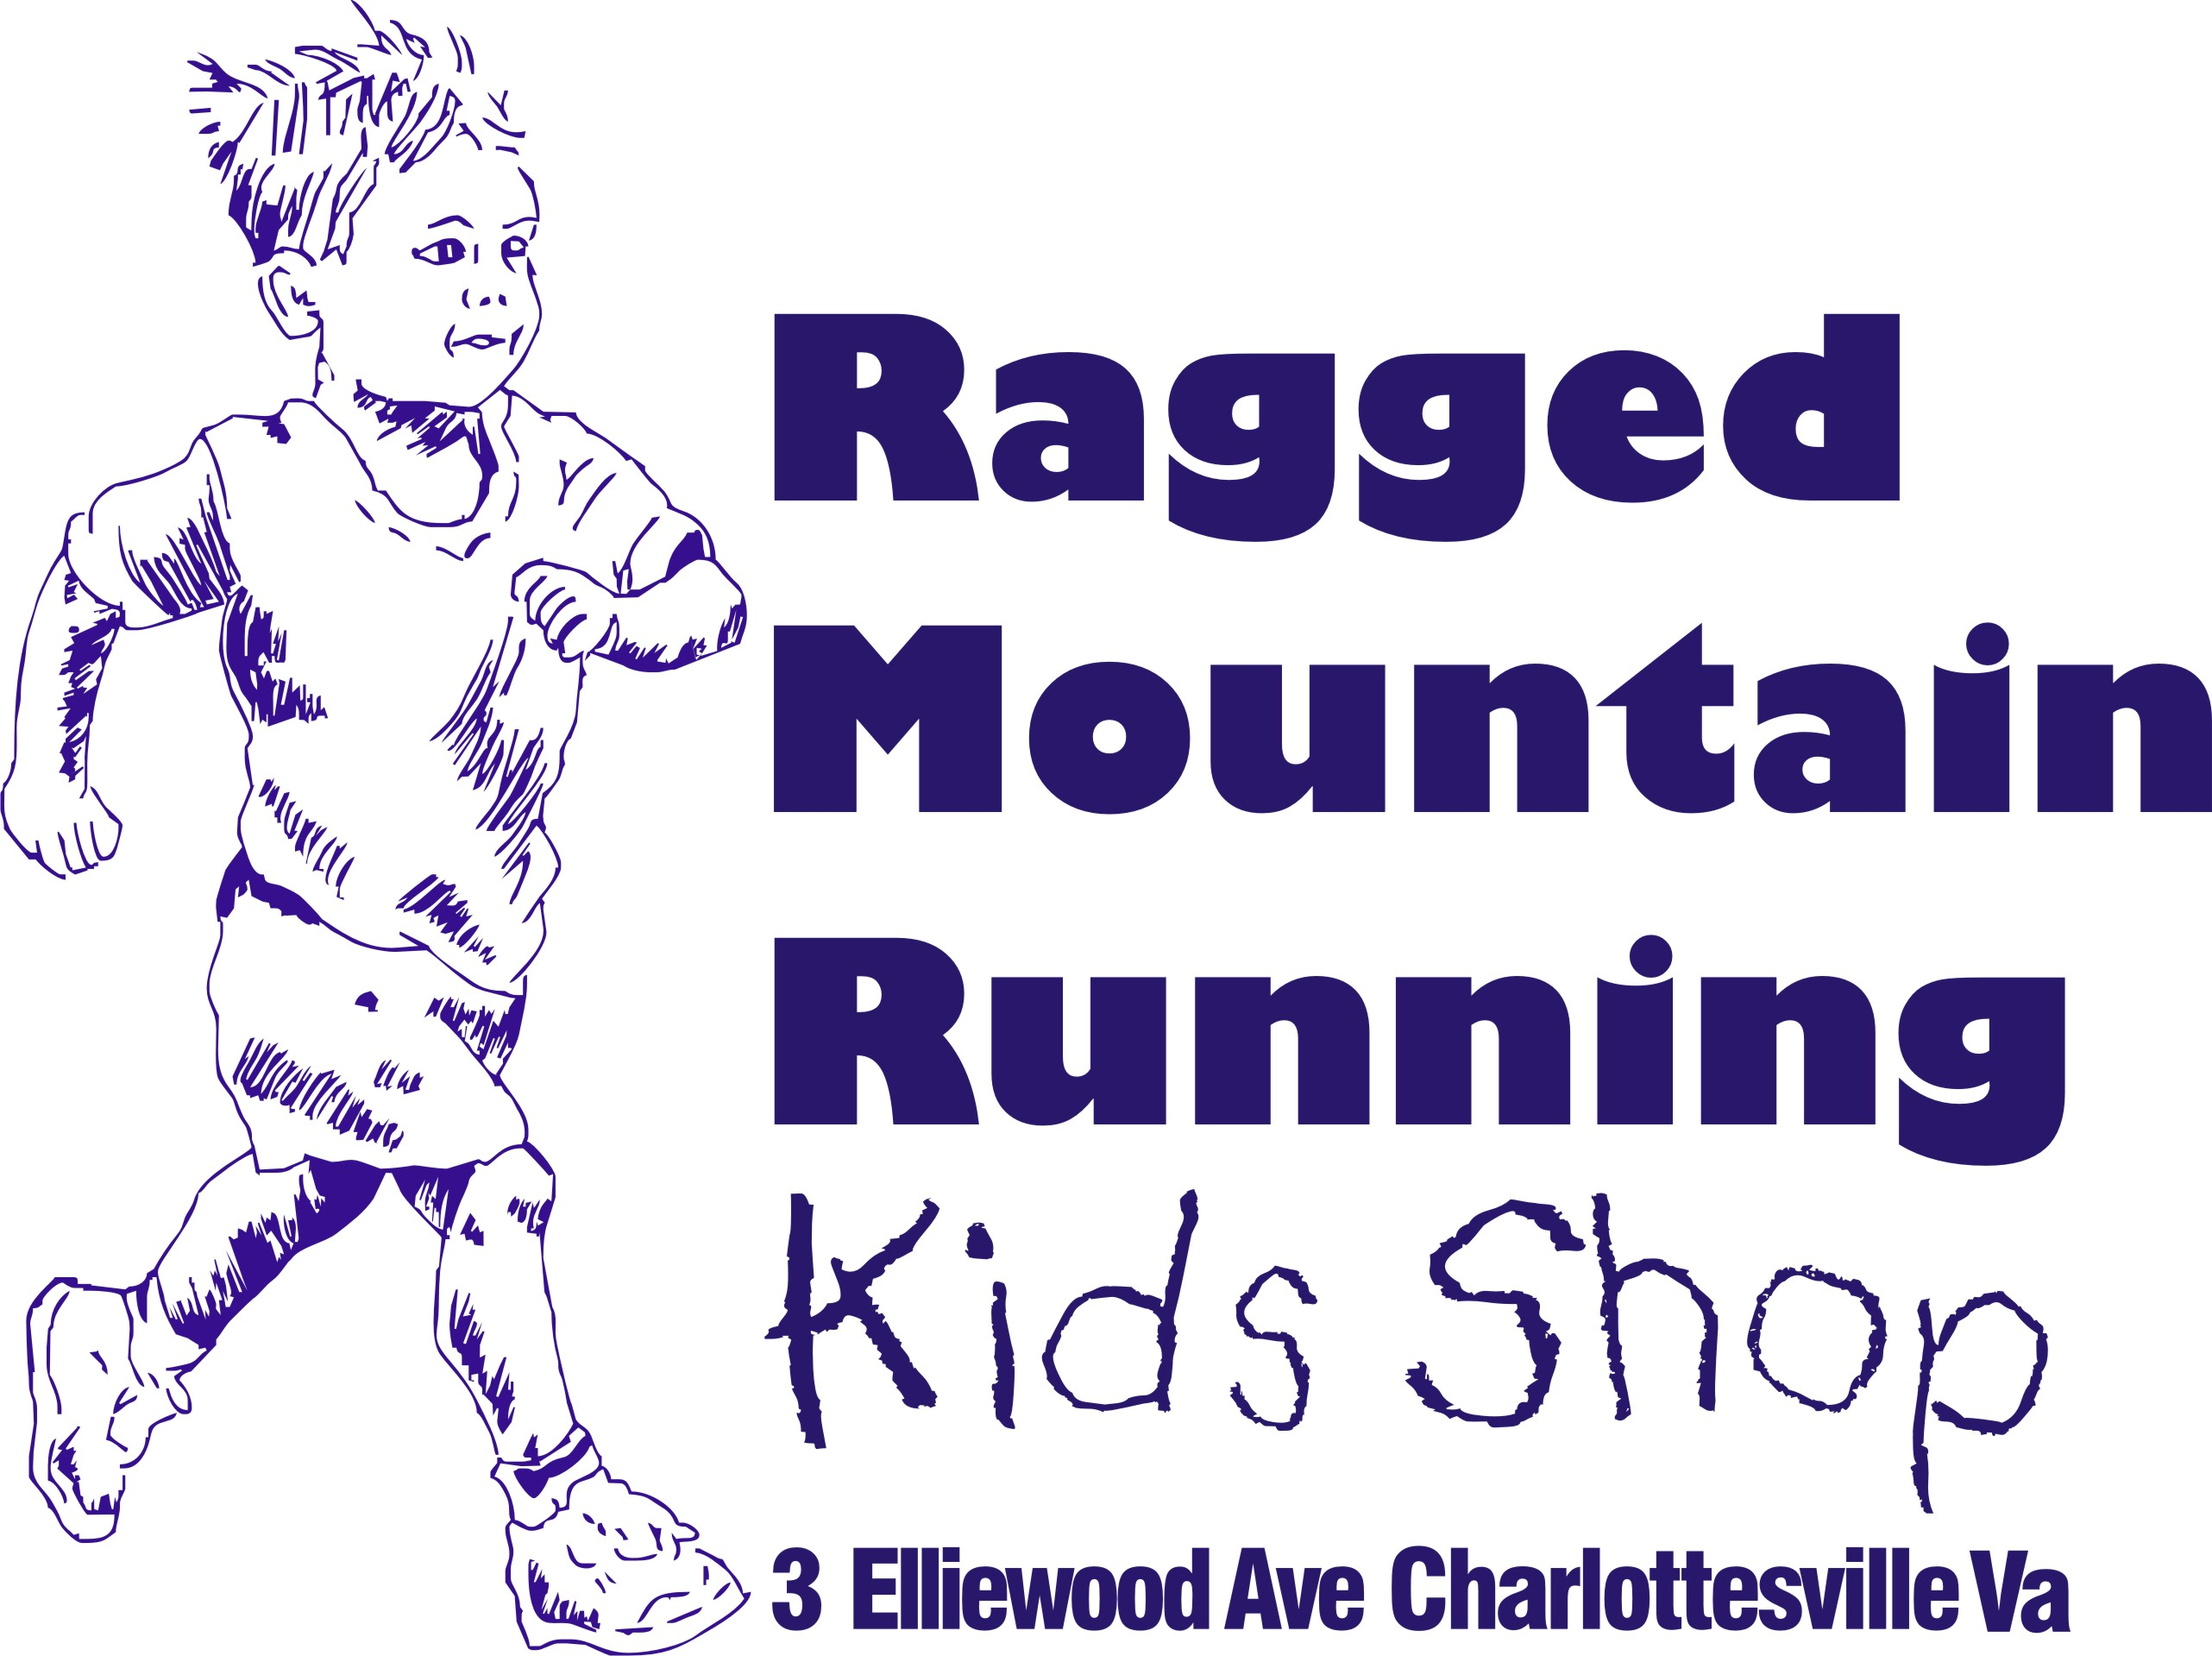 Ragged
Mountain
Running
Kids Shop
3 Elliewood Ave Charlottesville Va